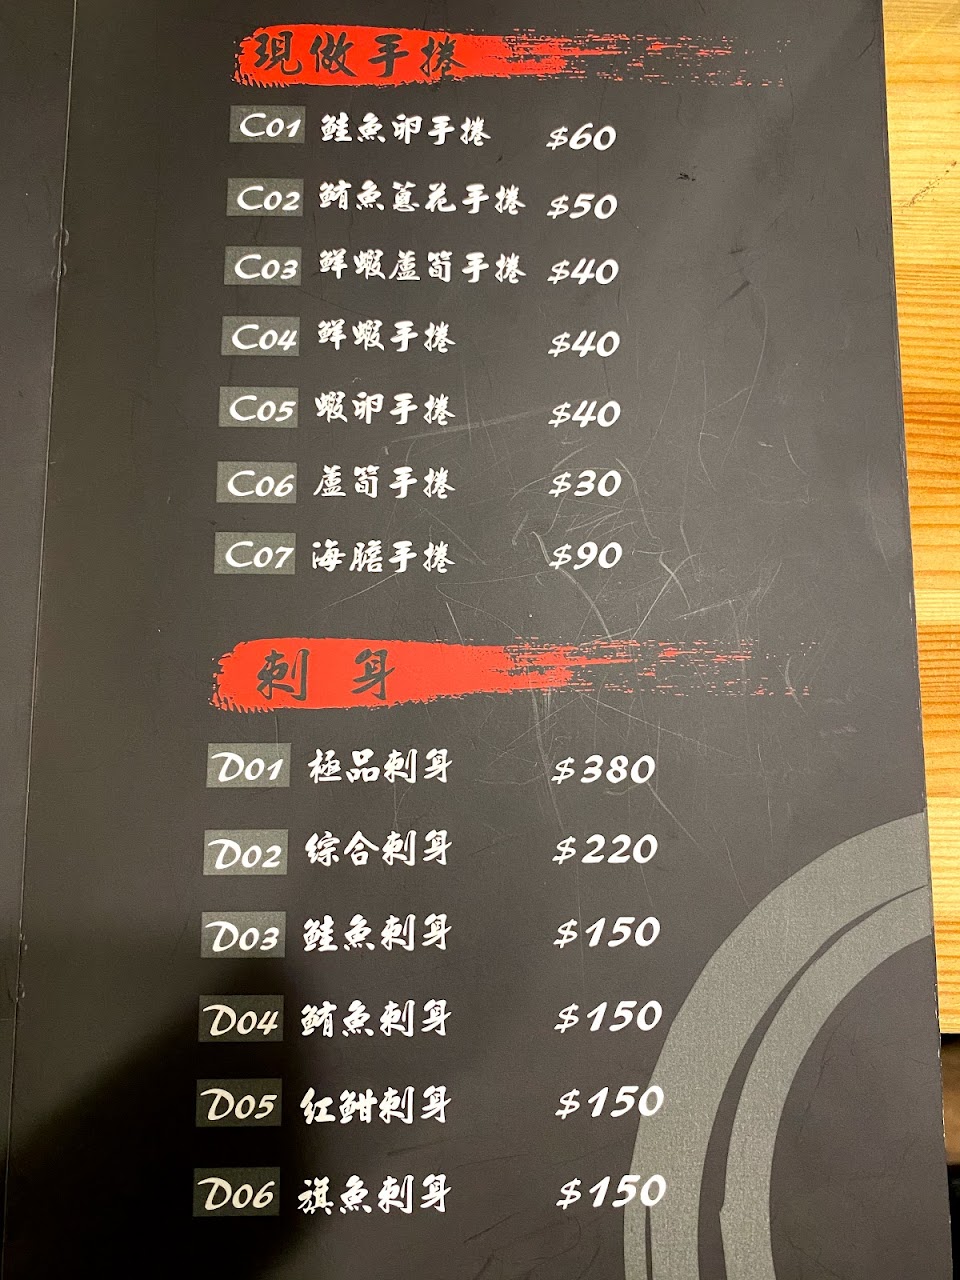 現做手捲
C01 鮭魚卵手捲 $60
C02 鮪魚蔥花手捲 $50
C03 鮮蝦蘆筍手捲 $40
C04 鮮蝦手捲 $40
C05 蝦卵手捲 $40
C06 蘆筍手捲 $30
C07 海膽手捲 $90
刺身
D01 極品刺身 $380
D02 綜合刺身 $220
D03 鮭魚刺身 $150
D04 鮪魚刺身 $150
D05 紅魽刺身 $150
D06 旗魚刺身 $150